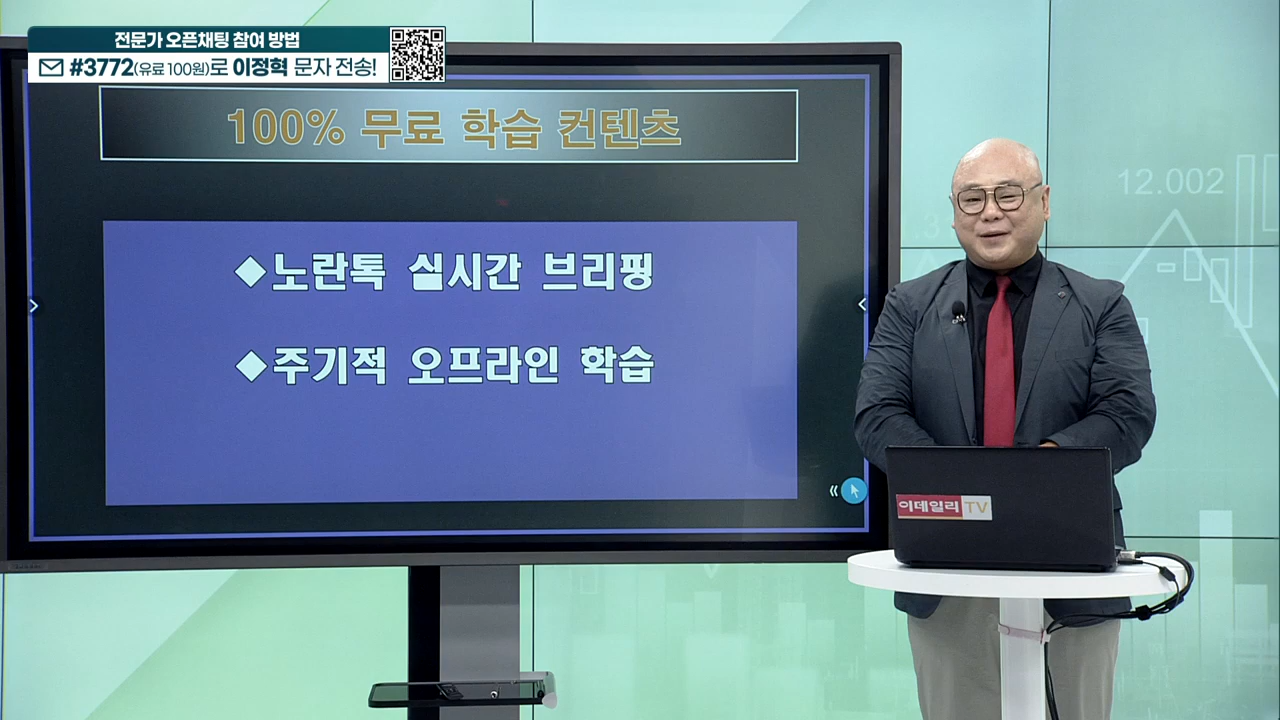 전문가 오픈채팅 참여 방법
#3772(유료 100원)로 이정혁 문자 전송!
100% 무료 학습 컨텐츠
◆노란톡 실시간 브리핑
◆주기적 오프라인 학습
12.002
이데일리TV